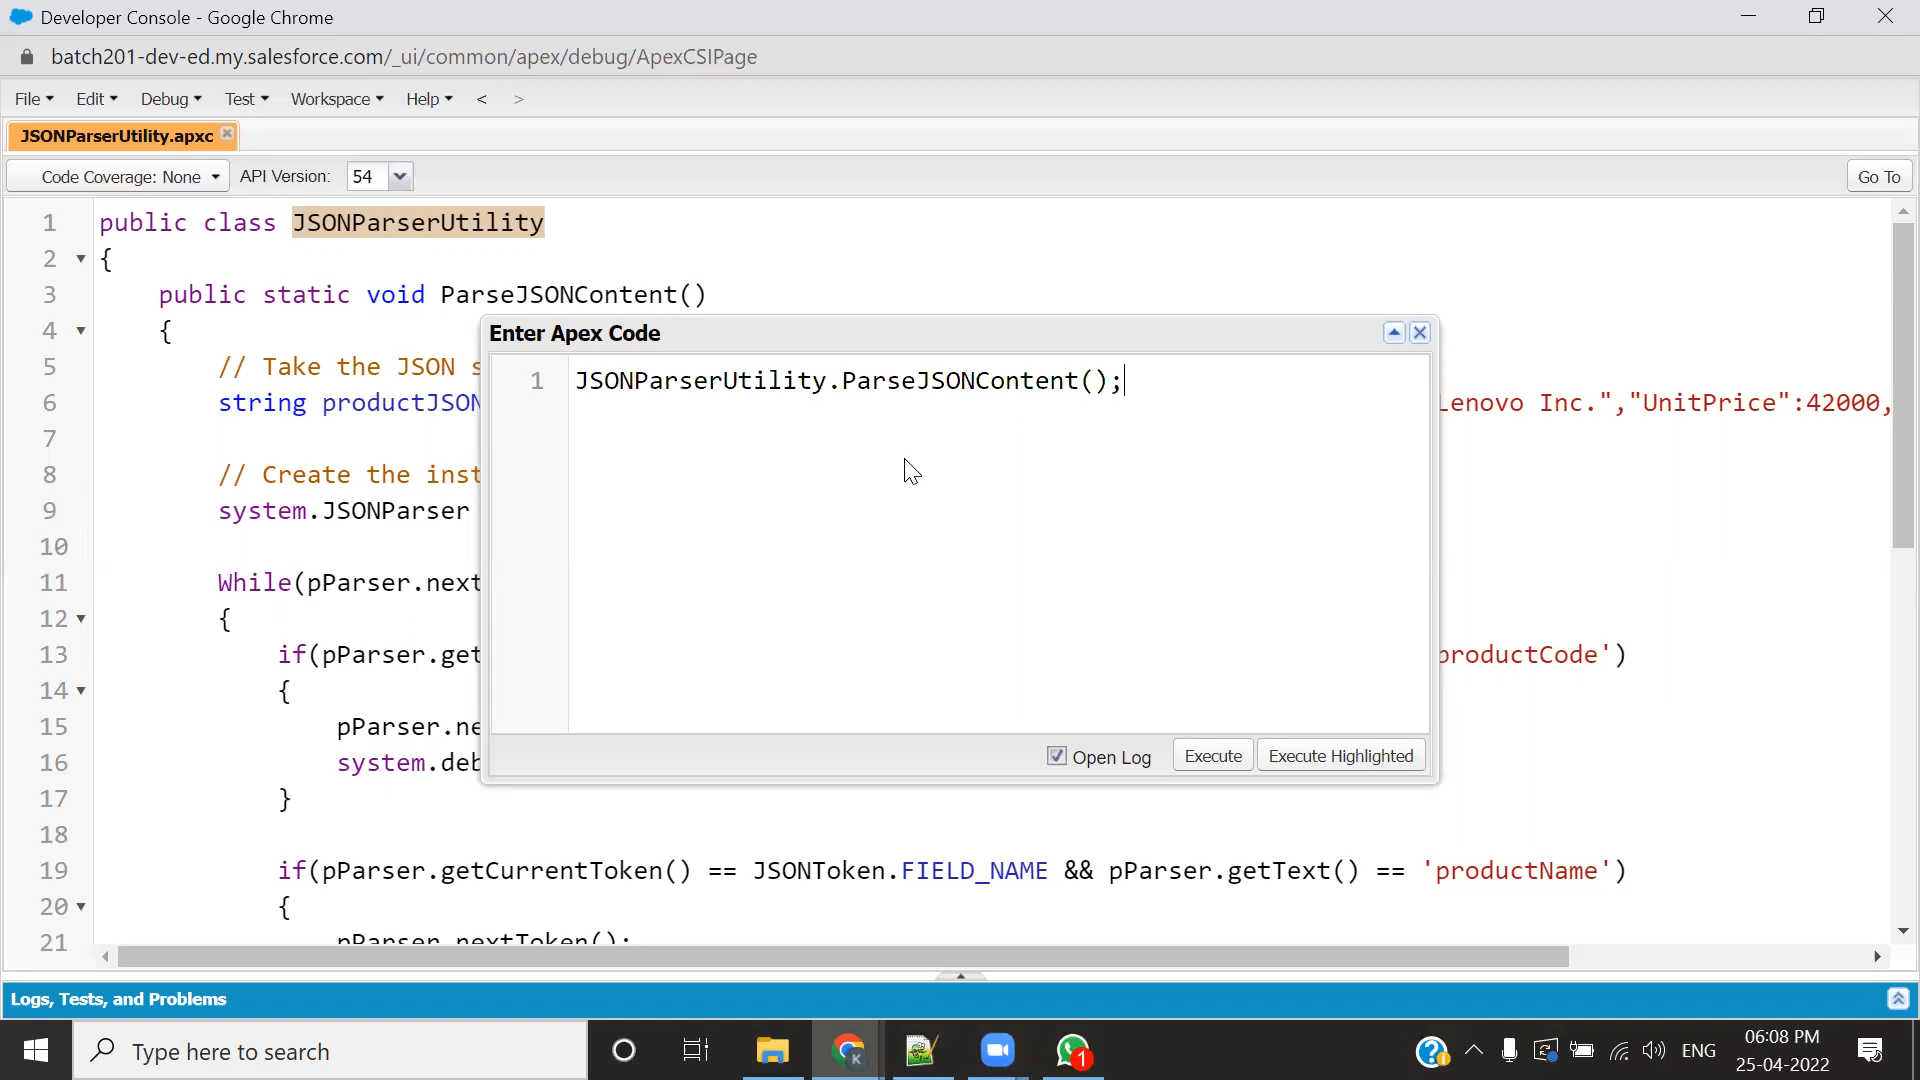 Developer Console - Google Chrome
batch201-dev-ed.my.salesforce.com/_ui/common/apex/debug/ApexCSIPage
File Edit Debug Test Workspace Help < >
JSONParserUtility.apxc
Code Coverage: None API Version: 54 Go To
1 public class JSONParserUtility
2 {
3 public static void ParseJSONContent()
4 {
5 // Take the JSON
6 string productJSON Lenovo Inc.","UnitPrice":42000,
7
8 // Create the inst
9 system.JSONParser
10
11 While(pParser.next
12 {
13 if(pParser.get productCode')
14 {
15 pParser.ne
16 system.deb
17 }
18
19 if(pParser.getCurrentToken() == JSONToken.FIELD_NAME && pParser.getText() == 'productName')
20 {
21 pParser.nextToken();
Enter Apex Code
1 JSONParserUtility.ParseJSONContent();
Open Log Execute Execute Highlighted
Logs, Tests, and Problems
Type here to search
K
1
ENG
06:08 PM
25-04-2022